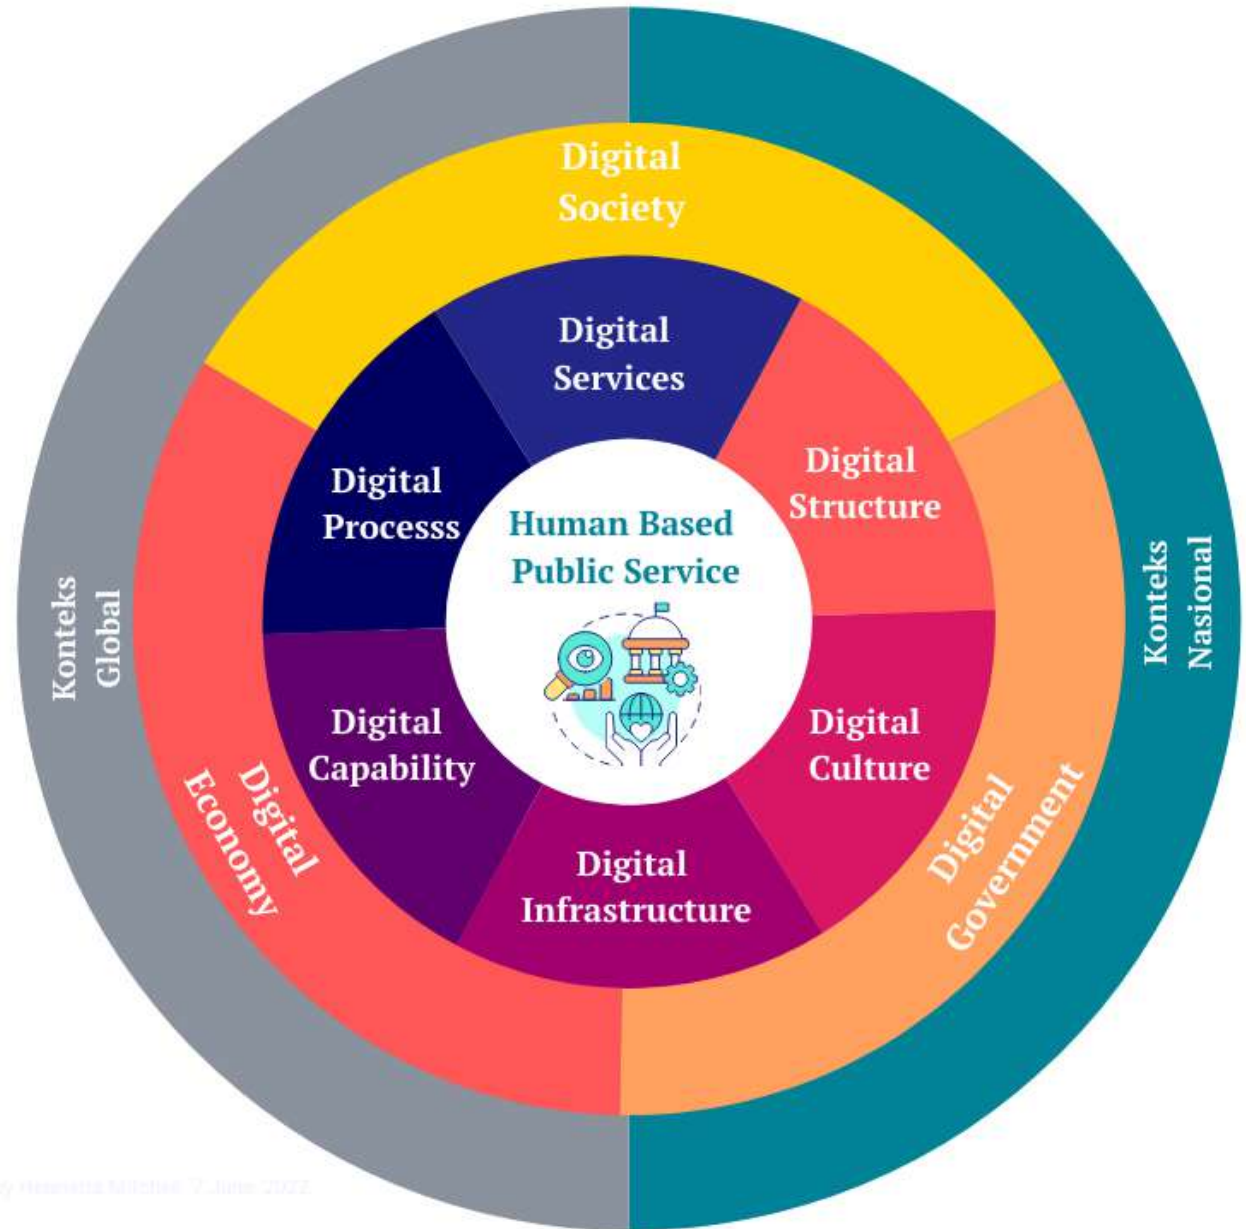 Digital
Society
Digital
Services
Digital
Structure
Digital
Processs
Human Based
Public Service
Konteks
Global
Konteks
Nasional
Digital
Capability
Digital
Culture
Digital
Economy
Digital
Government
Digital
Infrastructure